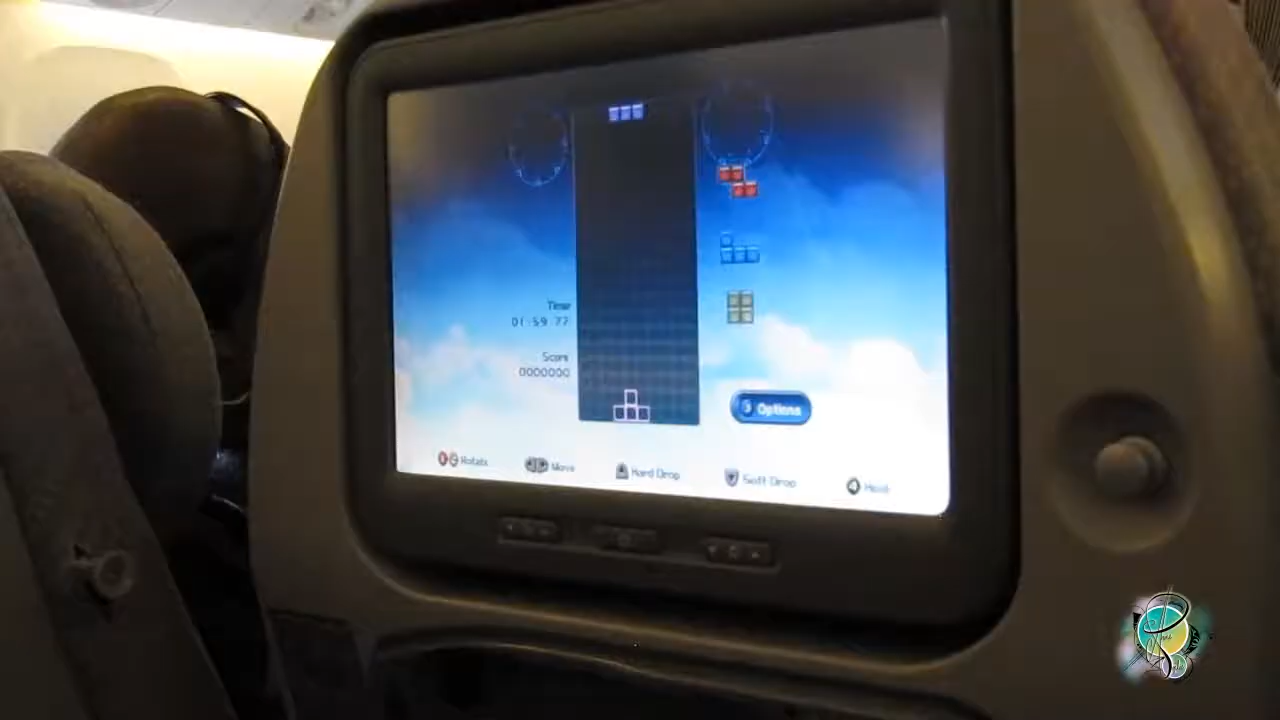 Time
01:59.77
Score
0000000
Options
Rotate
Move
Hard Drop
Soft Drop
Hold